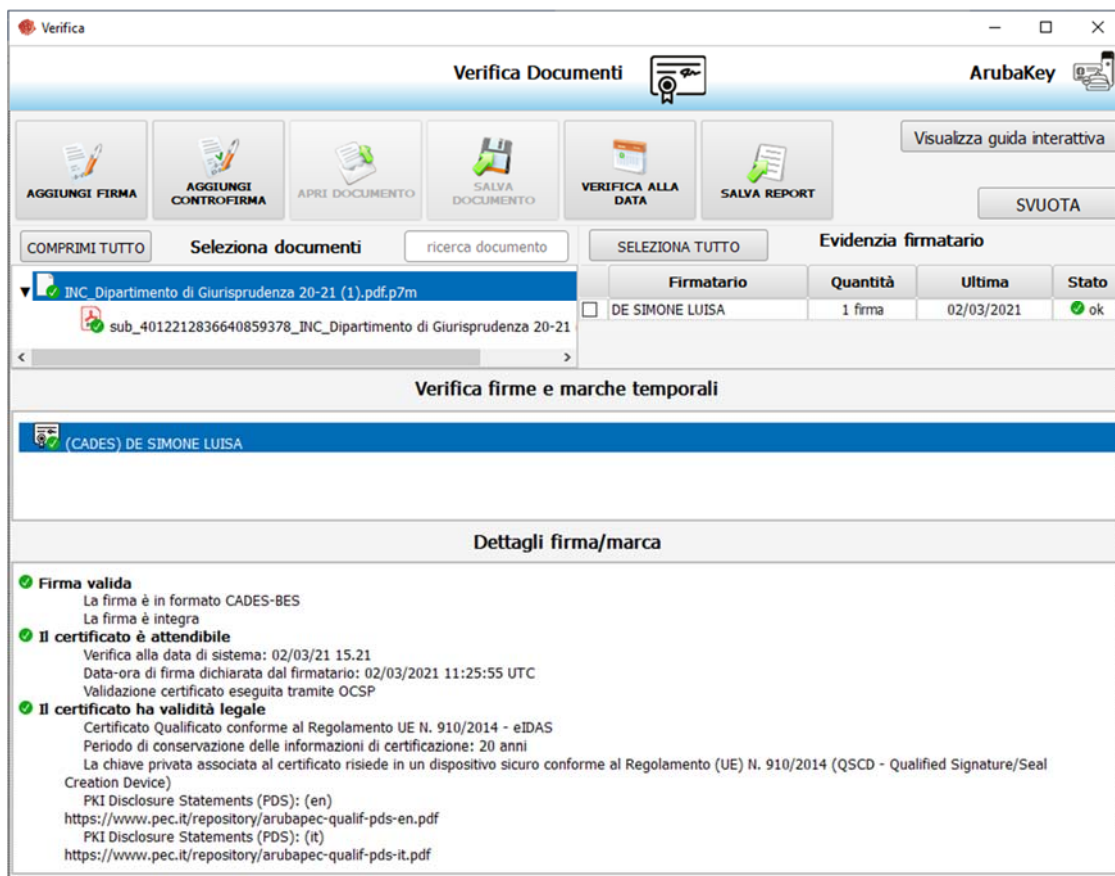 Verifica
Verifica Documenti
ArubaKey
Visualizza guida interattiva
AGGIUNGI FIRMA
AGGIUNGI
CONTROFIRMA
APRI DOCUMENTO
SALVA
DOCUMENTO
VERIFICA ALLA
DATA
SALVA REPORT
SVUOTA
COMPRIMI TUTTO
Seleziona documenti
ricerca documento
SELEZIONA TUTTO
Evidenzia firmatario
INC_Dipartimento di Giurisprudenza 20-21 (1).pdf.p7m
sub_4012212836640859378_INC_Dipartimento di Giurisprudenza 20-21
Firmatario Quantità Ultima Stato
DE SIMONE LUISA 1 firma 02/03/2021 ok
Verifica firme e marche temporali
(CADES) DE SIMONE LUISA
Dettagli firma/marca
Firma valida
La firma è in formato CADES-BES
La firma è integra
Il certificato è attendibile
Verifica alla data di sistema: 02/03/21 15.21
Data-ora di firma dichiarata dal firmatario: 02/03/2021 11:25:55 UTC
Validazione certificato eseguita tramite OCSP
Il certificato ha validità legale
Certificato Qualificato conforme al Regolamento UE N. 910/2014 - eIDAS
Periodo di conservazione delle informazioni di certificazione: 20 anni
La chiave privata associata al certificato risiede in un dispositivo sicuro conforme al Regolamento (UE) N. 910/2014 (QSCD - Qualified Signature/Seal
Creation Device)
PKI Disclosure Statements (PDS): (en)
https://www.pec.it/repository/arubapec-qualif-pds-en.pdf
PKI Disclosure Statements (PDS): (it)
https://www.pec.it/repository/arubapec-qualif-pds-it.pdf